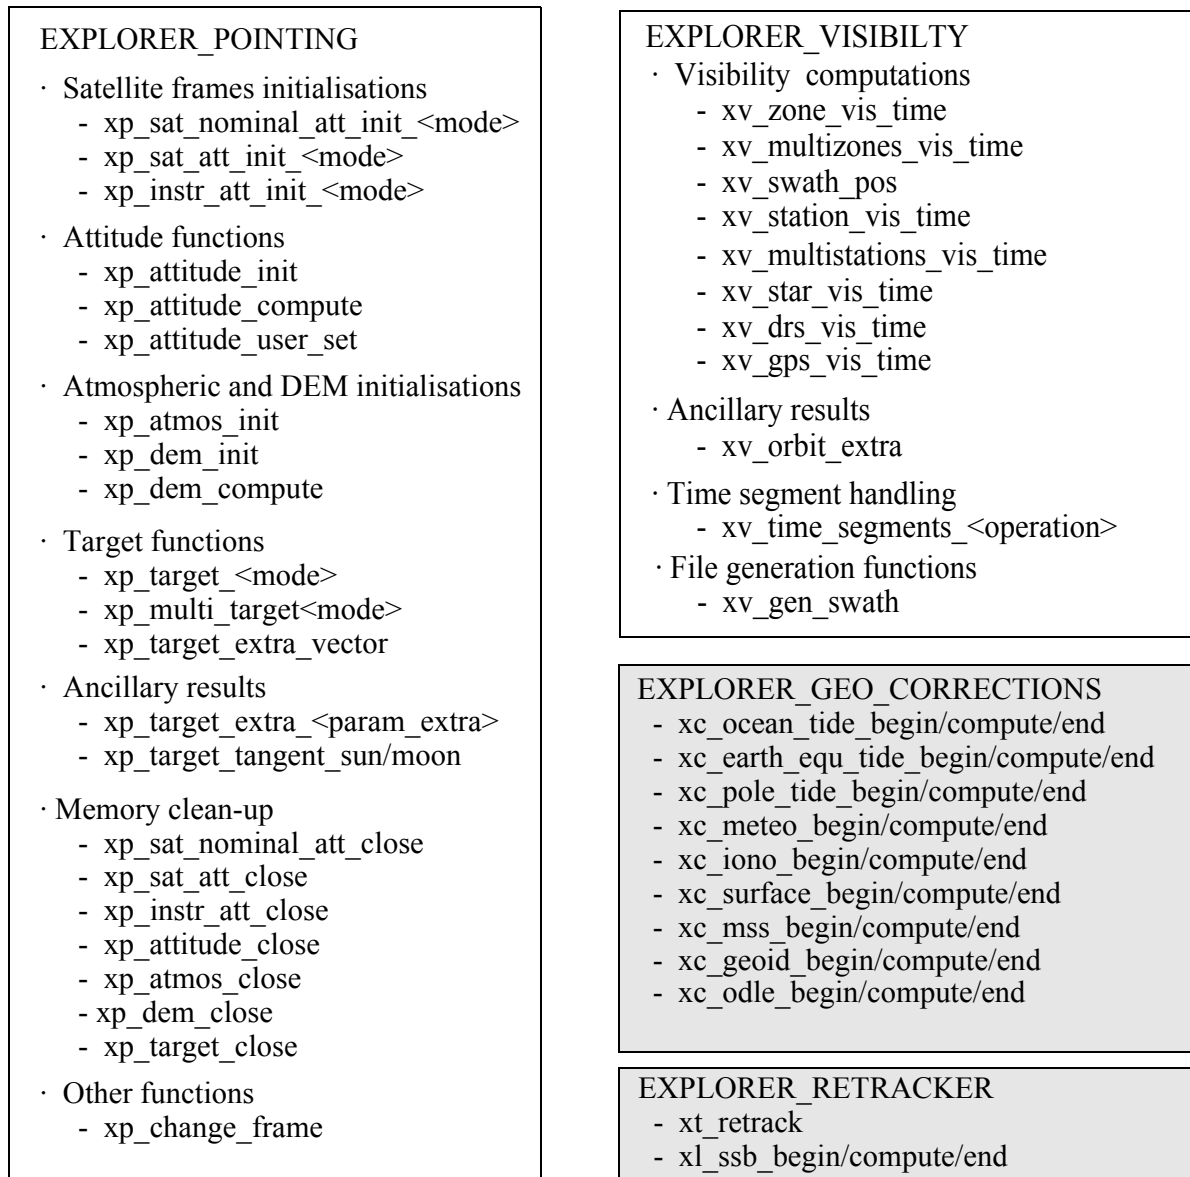 EXPLORER_POINTING
· Satellite frames initialisations
- xp_sat_nominal_att_init_<mode>
- xp_sat_att_init_<mode>
- xp_instr_att_init_<mode>
· Attitude functions
- xp_attitude_init
- xp_attitude_compute
- xp_attitude_user_set
· Atmospheric and DEM initialisations
- xp_atmos_init
- xp_dem_init
- xp_dem_compute
· Target functions
- xp_target_<mode>
- xp_multi_target<mode>
- xp_target_extra_vector
· Ancillary results
- xp_target_extra_<param_extra>
- xp_target_tangent_sun/moon
· Memory clean-up
- xp_sat_nominal_att_close
- xp_sat_att_close
- xp_instr_att_close
- xp_attitude_close
- xp_atmos_close
- xp_dem_close
- xp_target_close
· Other functions
- xp_change_frame
EXPLORER_VISIBILTY
· Visibility computations
- xv_zone_vis_time
- xv_multizones_vis_time
- xv_swath_pos
- xv_station_vis_time
- xv_multistations_vis_time
- xv_star_vis_time
- xv_drs_vis_time
- xv_gps_vis_time
· Ancillary results
- xv_orbit_extra
· Time segment handling
- xv_time_segments_<operation>
· File generation functions
- xv_gen_swath
EXPLORER_GEO_CORRECTIONS
- xc_ocean_tide_begin/compute/end
- xc_earth_equ_tide_begin/compute/end
- xc_pole_tide_begin/compute/end
- xc_meteo_begin/compute/end
- xc_iono_begin/compute/end
- xc_surface_begin/compute/end
- xc_mss_begin/compute/end
- xc_geoid_begin/compute/end
- xc_odle_begin/compute/end
EXPLORER_RETRACKER
- xt_retrack
- xl_ssb_begin/compute/end